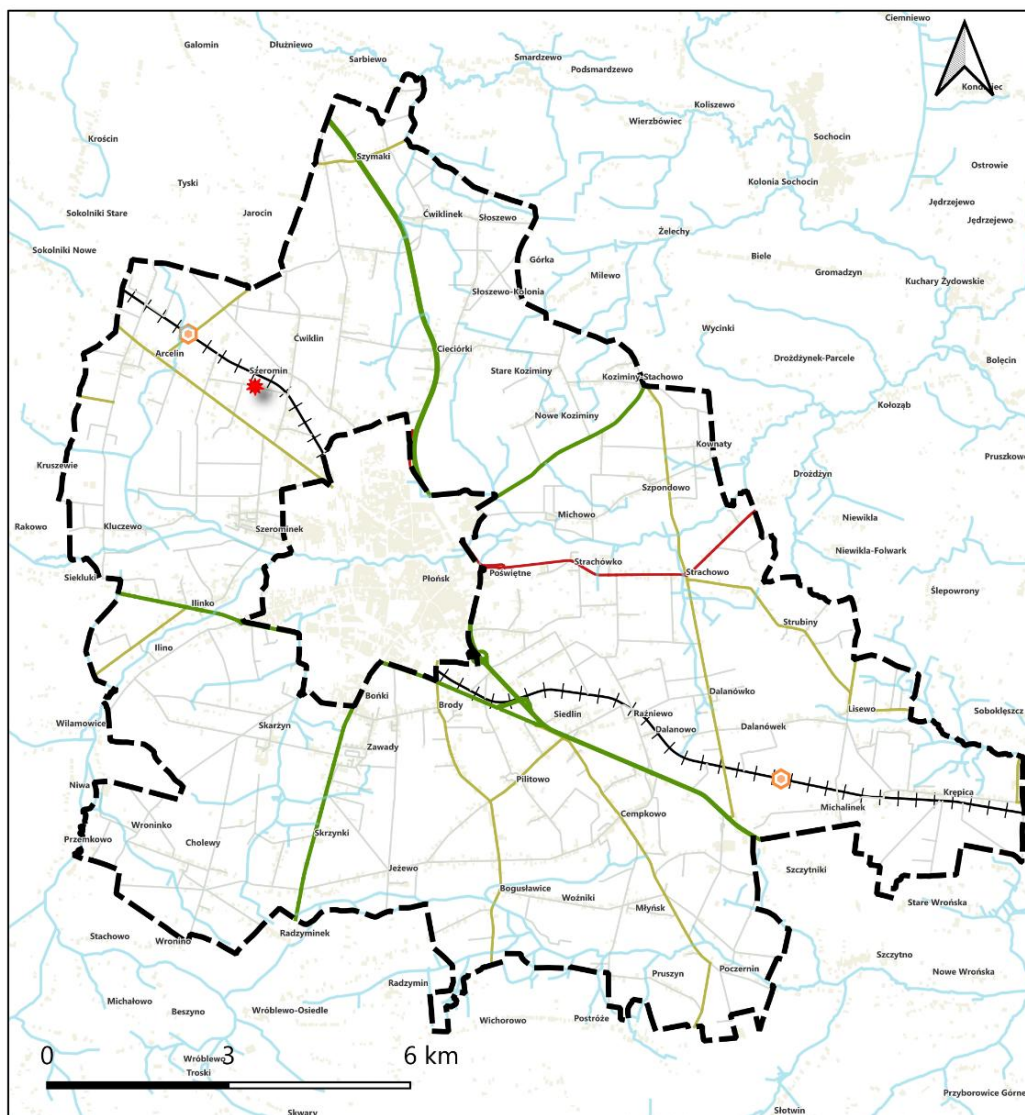 Ciemniewo
Galomin
Dłużniewo
Sarbiewo
Smardzewo
Podsmardzewo
Koliszewo
Wierzbówiec
Sochocin
Krościn
Szymaki
Ostrowie
Tyski
Kolonia Sochocin
Jędrzejewo
Sokolniki Stare
Jarocin
Ćwiklinek
Słoszewo
Jędrzejewo
Żelechy
Sokolniki Nowe
Górka
Biele
Milewo
Gromadzyn
Kuchary Żydowskie
Słoszewo-Kolonia
Wycinki
Ćwiklin
Cieciórki
Arcelin
Drożdżynek-Parcele
Bolęcin
Szeromin
Stare Koziminy
Koziminy-Stachowo
Kołoząb
Nowe Koziminy
Kownaty
Kruszewie
Pruszkowo
Drożdżyn
Szpondowo
Rakowo
Kluczewo
Szerominek
Michowo
Niewikla
Niewikla-Folwark
Siekluki
Płońsk
Poświętne
Strachówko
Strachowo
Ślepowrony
Ilinko
Strubiny
Ilino
Bońki
Brody
Dalanówko
Lisewo
Soboklęszcz
Wilamowice
Skarżyn
Siedlin
Raźniewo
Dalanowo
Dalanówek
Zawady
Niwa
Pilitowo
Krępica
Michalinek
Wroninko
Cempkowo
Przemkowo
Cholewy
Skrzynki
Jeżewo
Szczytniki
Bogusławice
Woźniki
Stare Wrońska
Młyńsk
Stachowo
Wronino
Radzyminek
Szczytno
Poczernin
Nowe Wrońska
Pruszyn
Radzymin
Michałowo
Beszyno
Wróblewo-Osiedle
Wichorowo
Postróże
0 3 6 km
Wróblewo
Troski
Przyborowice Górne
Skwary
Słotwin